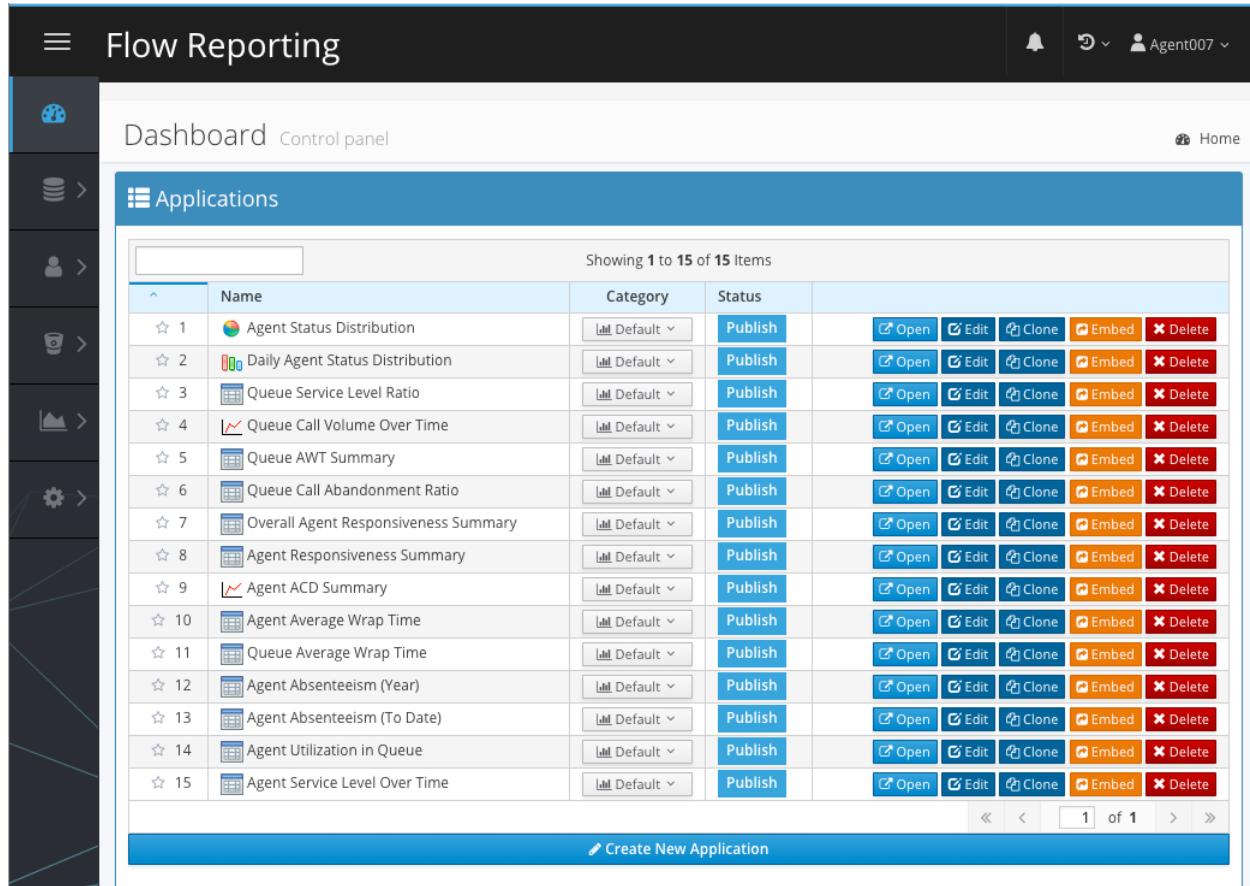 Flow Reporting Agent007
Dashboard Control panel Home
Applications
Showing 1 to 15 of 15 Items
Name Category Status
1 Agent Status Distribution Default Publish Open Edit Clone Embed Delete
2 Daily Agent Status Distribution Default Publish Open Edit Clone Embed Delete
3 Queue Service Level Ratio Default Publish Open Edit Clone Embed Delete
4 Queue Call Volume Over Time Default Publish Open Edit Clone Embed Delete
5 Queue AWT Summary Default Publish Open Edit Clone Embed Delete
6 Queue Call Abandonment Ratio Default Publish Open Edit Clone Embed Delete
7 Overall Agent Responsiveness Summary Default Publish Open Edit Clone Embed Delete
8 Agent Responsiveness Summary Default Publish Open Edit Clone Embed Delete
9 Agent ACD Summary Default Publish Open Edit Clone Embed Delete
10 Agent Average Wrap Time Default Publish Open Edit Clone Embed Delete
11 Queue Average Wrap Time Default Publish Open Edit Clone Embed Delete
12 Agent Absenteeism (Year) Default Publish Open Edit Clone Embed Delete
13 Agent Absenteeism (To Date) Default Publish Open Edit Clone Embed Delete
14 Agent Utilization in Queue Default Publish Open Edit Clone Embed Delete
15 Agent Service Level Over Time Default Publish Open Edit Clone Embed Delete
1 of 1
Create New Application